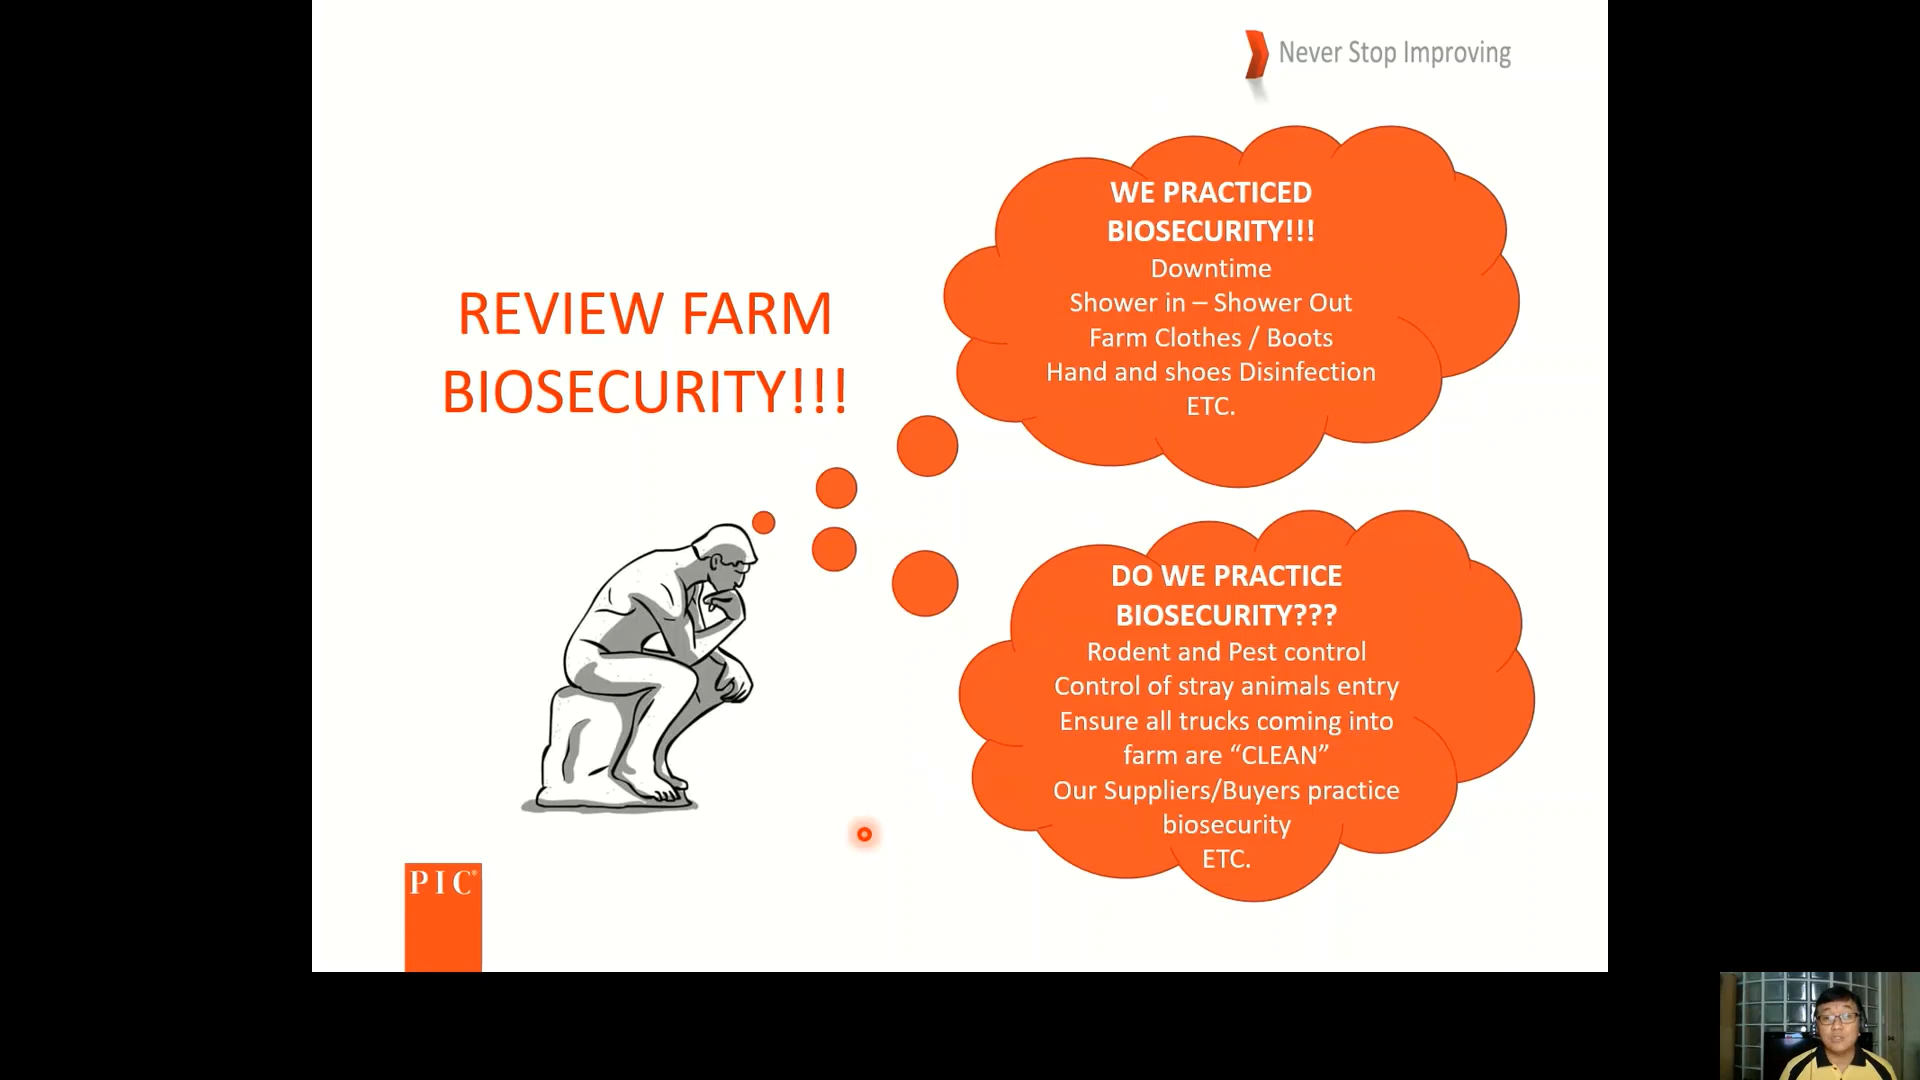 Never Stop Improving
REVIEW FARM
BIOSECURITY!!!
WE PRACTICED
BIOSECURITY!!!
Downtime
Shower in – Shower Out
Farm Clothes / Boots
Hand and shoes Disinfection
ETC.
DO WE PRACTICE
BIOSECURITY???
Rodent and Pest control
Control of stray animals entry
Ensure all trucks coming into
farm are “CLEAN”
Our Suppliers/Buyers practice
biosecurity
ETC.
PIC®